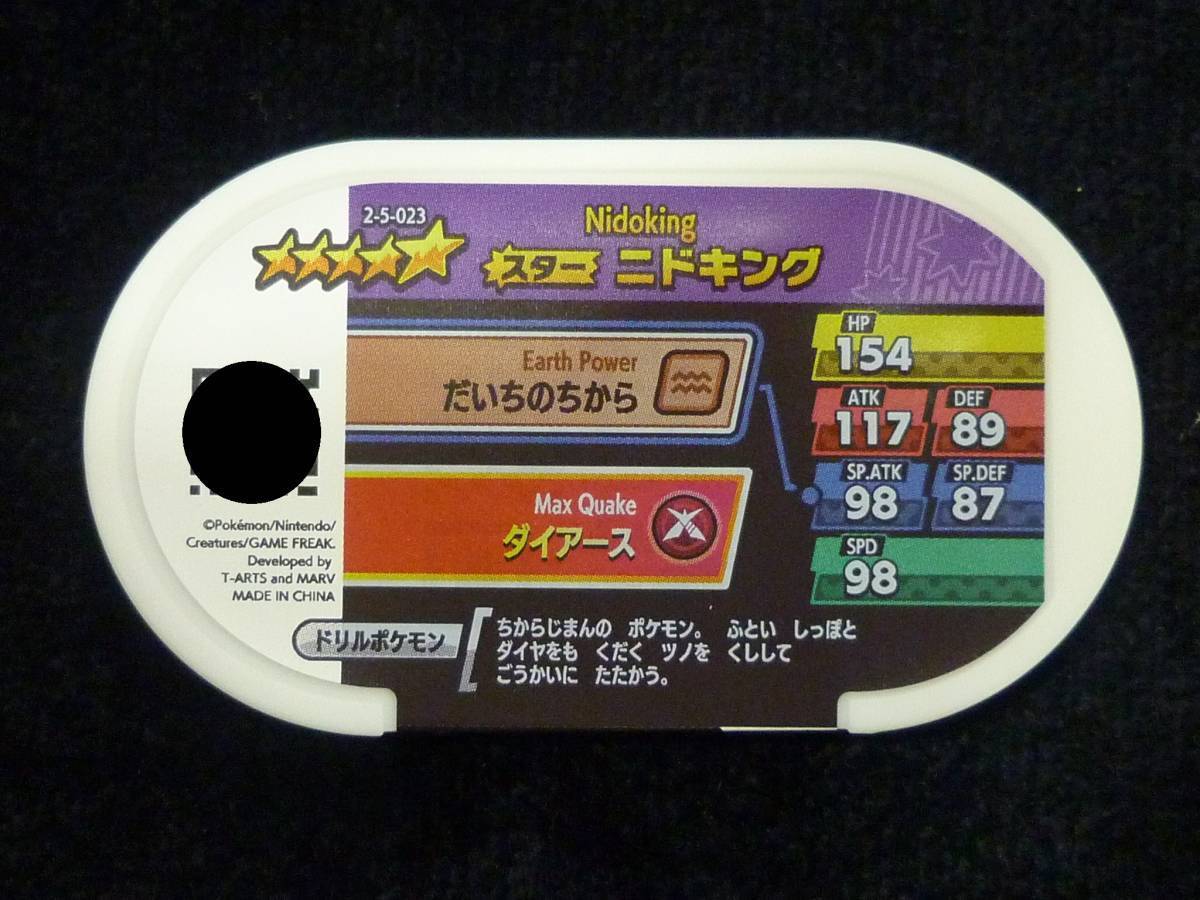 2-5-023
Nidoking
スター ニドキング
Earth Power
だいちのちから
Max Quake
ダイアース
HP
154
ATK
117
DEF
89
SP.ATK
98
SP.DEF
87
SPD
98
©Pokémon/Nintendo/
Creatures/GAME FREAK.
Developed by
T-ARTS and MARV
MADE IN CHINA
ドリルポケモン
ちからじまんの ポケモン。 ふとい しっぽと
ダイヤをも くだく ツノを くしして
ごうかいに たたかう。